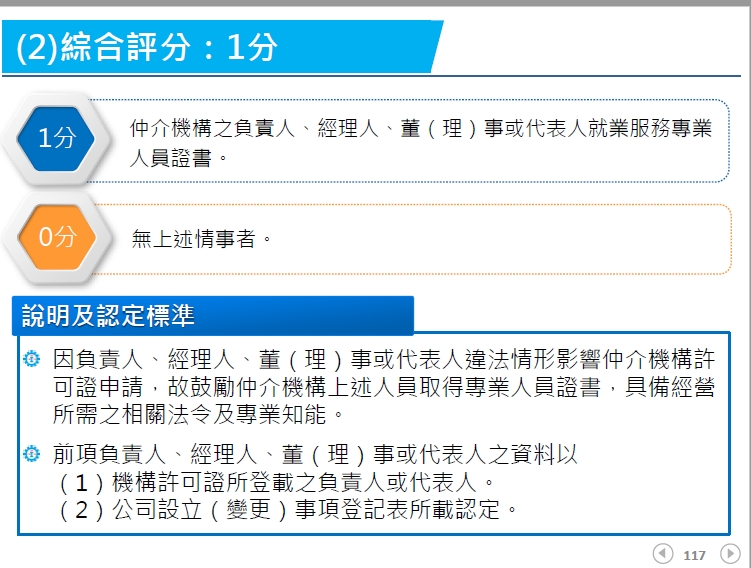 (2)綜合評分：1分
1分
仲介機構之負責人、經理人、董（理）事或代表人就業服務專業
人員證書。
0分
無上述情事者。
說明及認定標準
因負責人、經理人、董（理）事或代表人違法情形影響仲介機構許
可證申請，故鼓勵仲介機構上述人員取得專業人員證書，具備經營
所需之相關法令及專業知能。
前項負責人、經理人、董（理）事或代表人之資料以
（1）機構許可證所登載之負責人或代表人。
（2）公司設立（變更）事項登記表所載認定。
117